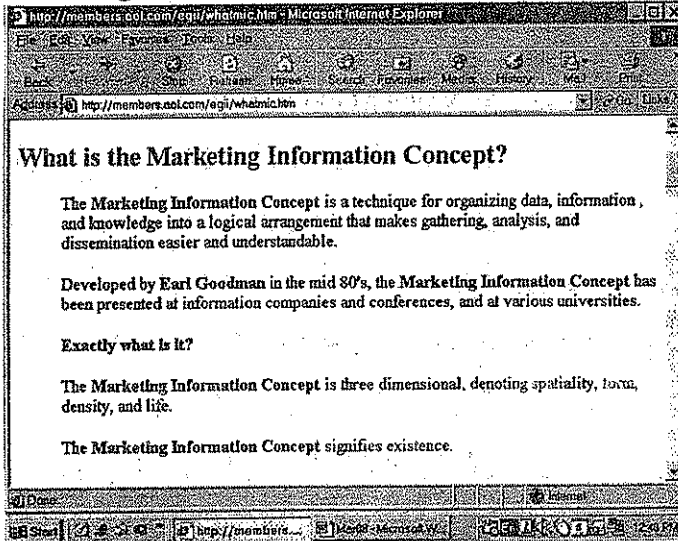 http://members.aol.com/egii/whatmic.htm - Microsoft Internet Explorer
File Edit View Favorites Tools Help
Back Stop Refresh Home Search Favorites Media History Mail Print
Address http://members.aol.com/egii/whatmic.htm Go Links
What is the Marketing Information Concept?
The Marketing Information Concept is a technique for organizing data, information,
and knowledge into a logical arrangement that makes gathering, analysis, and
dissemination easier and understandable.
Developed by Earl Goodman in the mid 80's, the Marketing Information Concept has
been presented at information companies and conferences, and at various universities.
Exactly what is it?
The Marketing Information Concept is three dimensional, denoting spatiality, form,
density, and life.
The Marketing Information Concept signifies existence.
Done Internet
Start http://members....